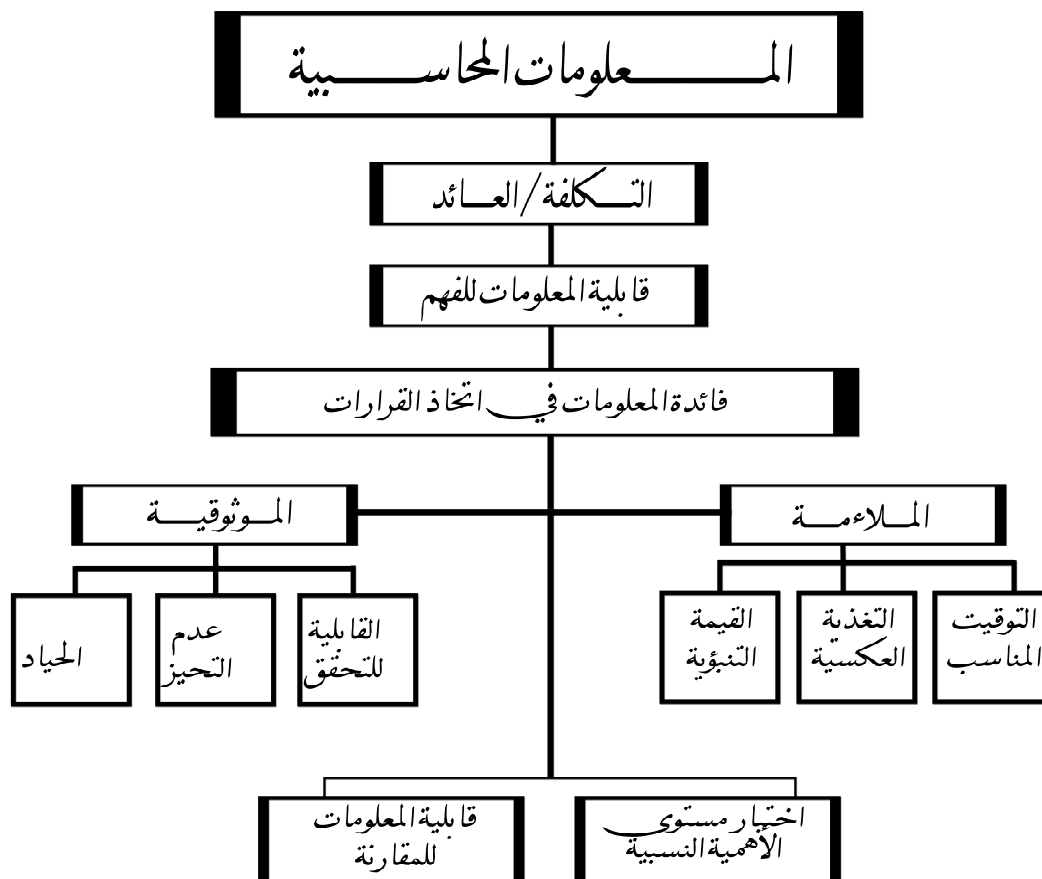 المعلومات المحاسبية
التكلفة/العائد
قابلية المعلومات للفهم
فائدة المعلومات في اتخاذ القرارات
الملاءمة
الموثوقية
التوقيت
المناسب
التغذية
العكسية
القيمة
التنبؤية
القابلية
للتحقق
عدم
التحيز
الحياد
اختبار مستوى
الأهمية النسبية
قابلية المعلومات
للمقارنة